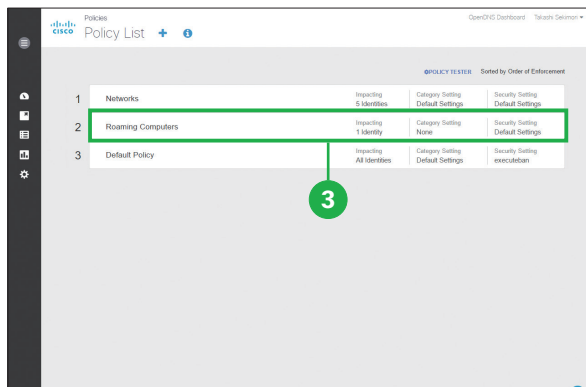 Policies
OpenDNS Dashboard Takashi Sekimon
CISCO
Policy List
POLICY TESTER Sorted by Order of Enforcement
1 Networks Impacting 5 Identities Category Setting Default Settings Security Setting Default Settings
2 Roaming Computers Impacting 1 Identity Category Setting None Security Setting Default Settings
3 Default Policy Impacting All Identities Category Setting Default Settings Security Setting executeban
3